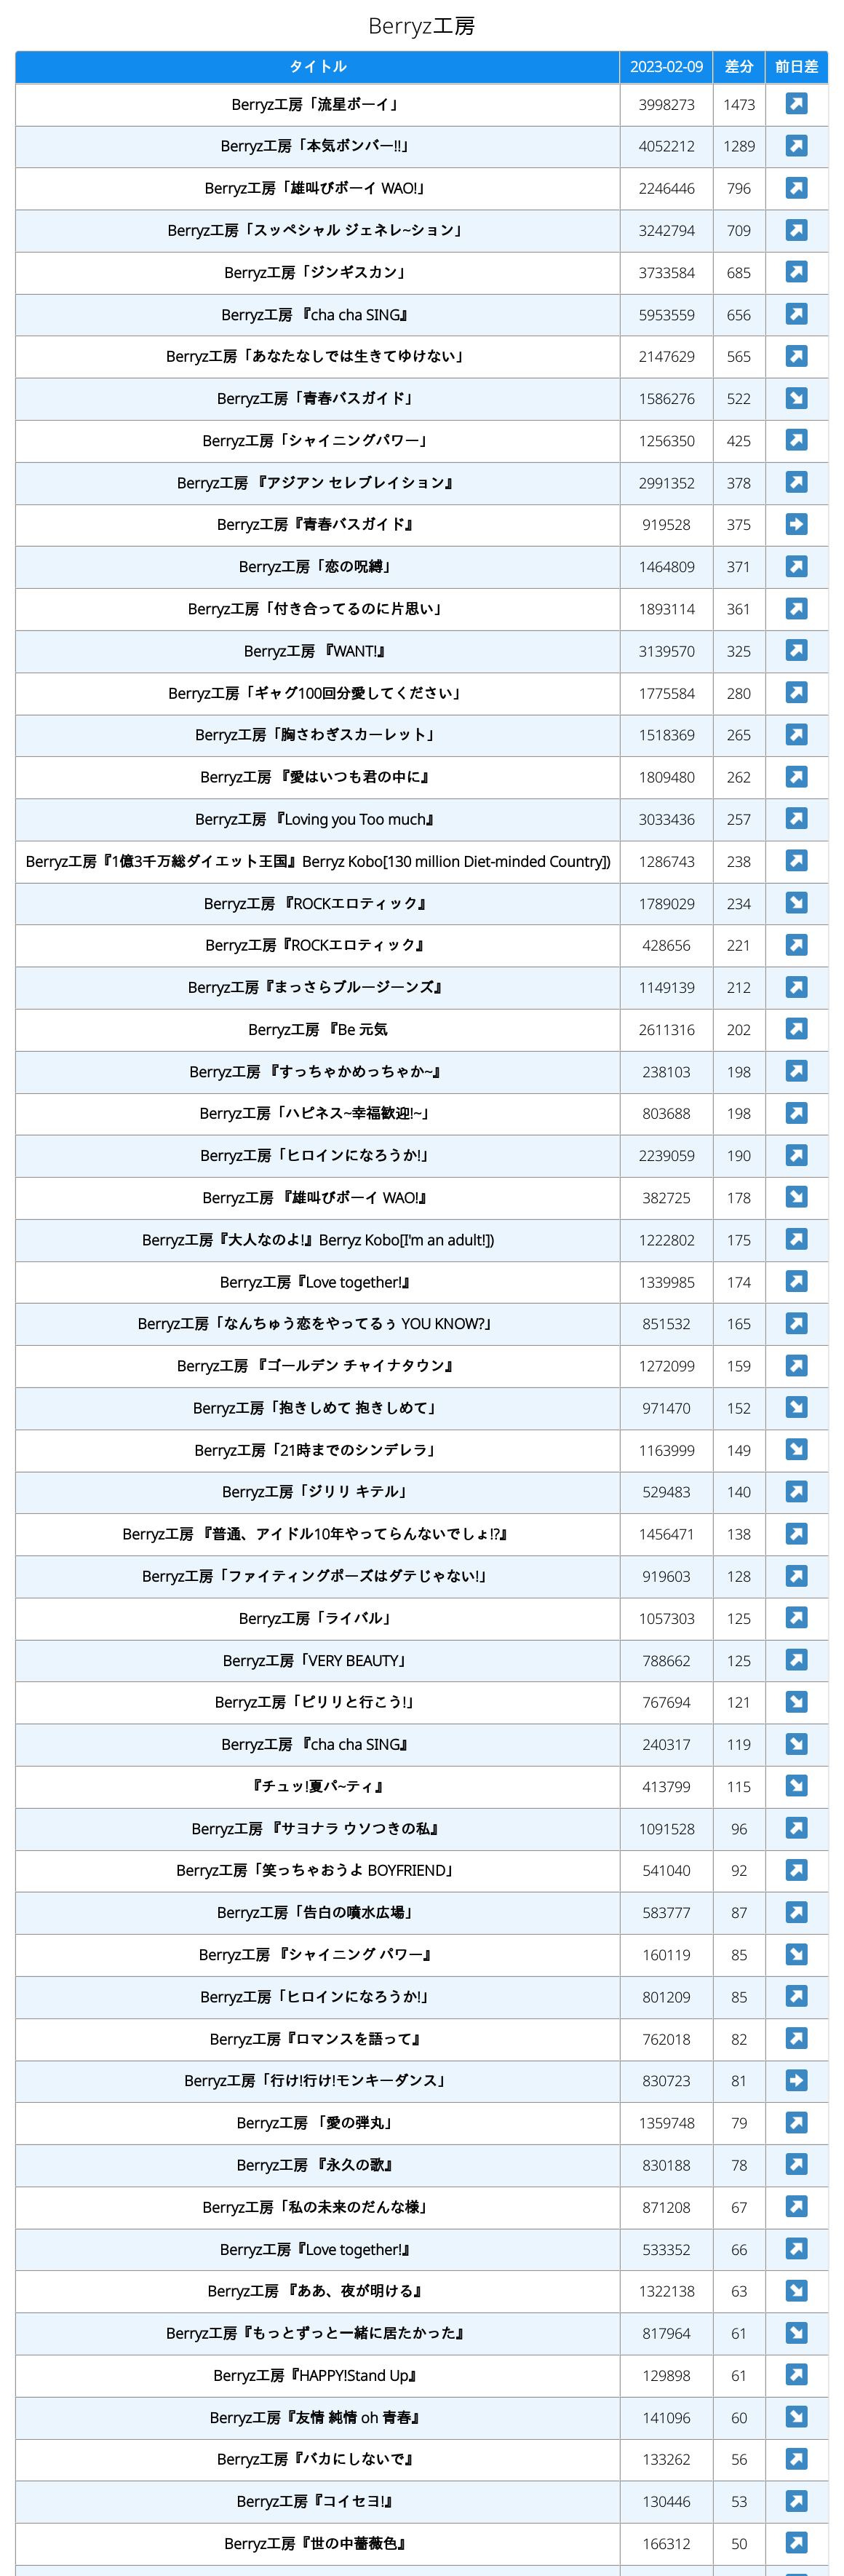 Berryz工房
タイトル 2023-02-09 差分 前日差
Berryz工房「流星ボーイ」 3998273 1473 ↗
Berryz工房「本気ボンバー!!」 4052212 1289 ↗
Berryz工房「雄叫びボーイ WAO!」 2246446 796 ↗
Berryz工房「スッペシャル ジェネレ~ション」 3242794 709 ↗
Berryz工房「ジンギスカン」 3733584 685 ↗
Berryz工房 『cha cha SING』 5953559 656 ↗
Berryz工房「あなたなしでは生きてゆけない」 2147629 565 ↗
Berryz工房「青春バスガイド」 1586276 522 ↘
Berryz工房「シャイニングパワー」 1256350 425 ↗
Berryz工房 『アジアン セレブレイション』 2991352 378 ↗
Berryz工房『青春バスガイド』 919528 375 →
Berryz工房「恋の呪縛」 1464809 371 ↗
Berryz工房「付き合ってるのに片思い」 1893114 361 ↗
Berryz工房 『WANT!』 3139570 325 ↗
Berryz工房「ギャグ100回分愛してください」 1775584 280 ↗
Berryz工房「胸さわぎスカーレット」 1518369 265 ↗
Berryz工房 『愛はいつも君の中に』 1809480 262 ↗
Berryz工房 『Loving you Too much』 3033436 257 ↗
Berryz工房『1億3千万総ダイエット王国』Berryz Kobo[130 million Diet-minded Country]) 1286743 238 ↗
Berryz工房 『ROCKエロティック』 1789029 234 ↘
Berryz工房『ROCKエロティック』 428656 221 ↗
Berryz工房『まっさらブルージーンズ』 1149139 212 ↗
Berryz工房 『Be 元気 2611316 202 ↗
Berryz工房 『すっちゃかめっちゃか~』 238103 198 ↗
Berryz工房「ハピネス~幸福歓迎!~」 803688 198 ↗
Berryz工房「ヒロインになろうか!」 2239059 190 ↗
Berryz工房 『雄叫びボーイ WAO!』 382725 178 ↘
Berryz工房『大人なのよ!』Berryz Kobo[I'm an adult!]) 1222802 175 ↗
Berryz工房『Love together!』 1339985 174 ↗
Berryz工房「なんちゅう恋をやってるぅ YOU KNOW?」 851532 165 ↗
Berryz工房 『ゴールデン チャイナタウン』 1272099 159 ↗
Berryz工房「抱きしめて 抱きしめて」 971470 152 ↘
Berryz工房「21時までのシンデレラ」 1163999 149 ↘
Berryz工房「ジリリ キテル」 529483 140 ↗
Berryz工房 『普通、アイドル10年やってらんないでしょ!?』 1456471 138 ↗
Berryz工房「ファイティングポーズはダテじゃない!」 919603 128 ↗
Berryz工房「ライバル」 1057303 125 ↗
Berryz工房「VERY BEAUTY」 788662 125 ↗
Berryz工房「ピリリと行こう!」 767694 121 ↘
Berryz工房 『cha cha SING』 240317 119 ↘
『チュッ!夏パ~ティ』 413799 115 ↘
Berryz工房 『サヨナラ ウソつきの私』 1091528 96 ↗
Berryz工房「笑っちゃおうよ BOYFRIEND」 541040 92 ↗
Berryz工房「告白の噴水広場」 583777 87 ↗
Berryz工房 『シャイニング パワー』 160119 85 ↘
Berryz工房「ヒロインになろうか!」 801209 85 ↗
Berryz工房『ロマンスを語って』 762018 82 ↗
Berryz工房「行け!行け!モンキーダンス」 830723 81 →
Berryz工房 「愛の弾丸」 1359748 79 ↗
Berryz工房 『永久の歌』 830188 78 ↗
Berryz工房「私の未来のだんな様」 871208 67 ↗
Berryz工房『Love together!』 533352 66 ↗
Berryz工房 『ああ、夜が明ける』 1322138 63 ↘
Berryz工房『もっとずっと一緒に居たかった』 817964 61 ↘
Berryz工房『HAPPY!Stand Up』 129898 61 ↗
Berryz工房『友情 純情 oh 青春』 141096 60 ↘
Berryz工房『バカにしないで』 133262 56 ↗
Berryz工房『コイセヨ!』 130446 53 ↗
Berryz工房『世の中薔薇色』 166312 50 ↗